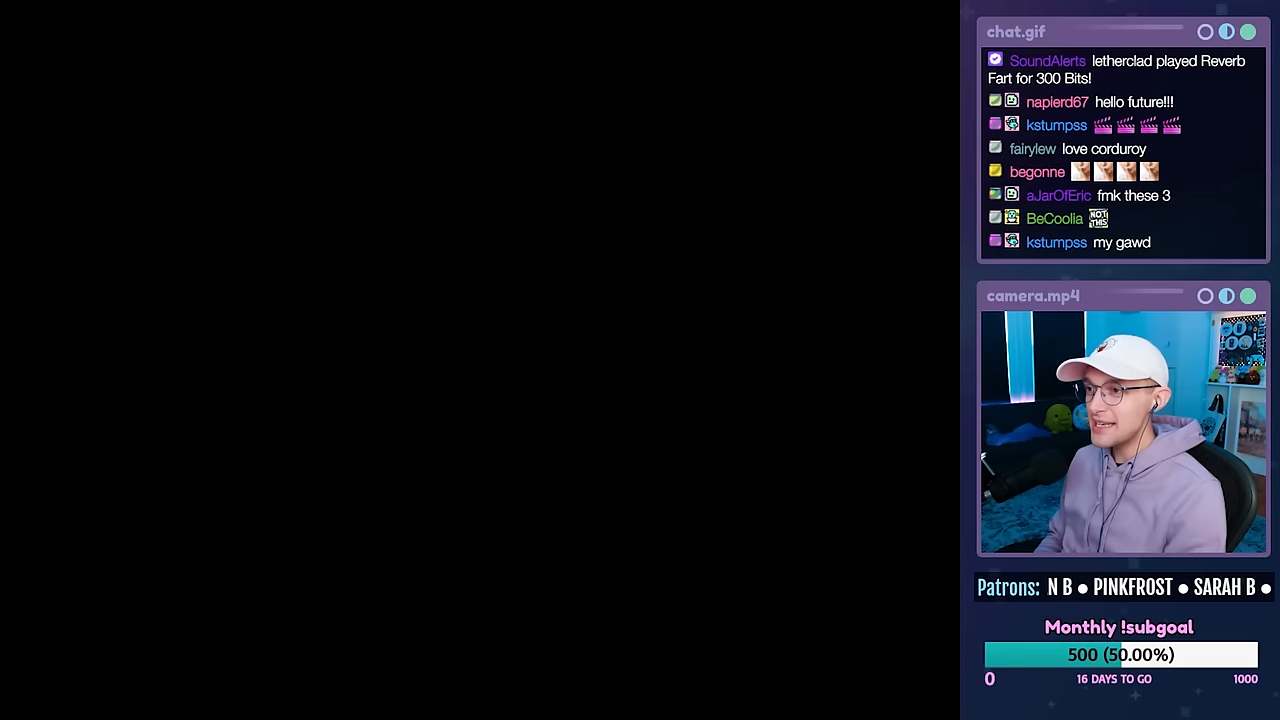 chat.gif
SoundAlerts letherclad played Reverb
Fart for 300 Bits!
napierd67 hello future!!!
kstumpss
fairylew love corduroy
begonne
aJarOfEric fmk these 3
BeCoolia NOT THIS
kstumpss my gawd
camera.mp4
Patrons: N B ● PINKFROST ● SARAH B ●
Monthly !subgoal
500 (50.00%)
0 16 DAYS TO GO 1000